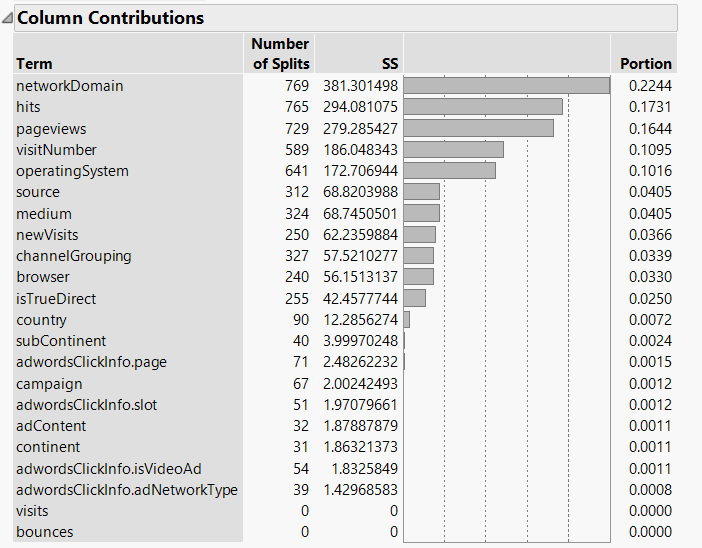 Column Contributions
Number
Term of Splits SS Portion
networkDomain 769 381.301498 0.2244
hits 765 294.081075 0.1731
pageviews 729 279.285427 0.1644
visitNumber 589 186.048343 0.1095
operatingSystem 641 172.706944 0.1016
source 312 68.8203988 0.0405
medium 324 68.7450501 0.0405
newVisits 250 62.2359884 0.0366
channelGrouping 327 57.5210277 0.0339
browser 240 56.1513137 0.0330
isTrueDirect 255 42.4577744 0.0250
country 90 12.2856274 0.0072
subContinent 40 3.99970248 0.0024
adwordsClickInfo.page 71 2.48262232 0.0015
campaign 67 2.00242493 0.0012
adwordsClickInfo.slot 51 1.97079661 0.0012
adContent 32 1.87887879 0.0011
continent 31 1.86321373 0.0011
adwordsClickInfo.isVideoAd 54 1.8325849 0.0011
adwordsClickInfo.adNetworkType 39 1.42968583 0.0008
visits 0 0 0.0000
bounces 0 0 0.0000